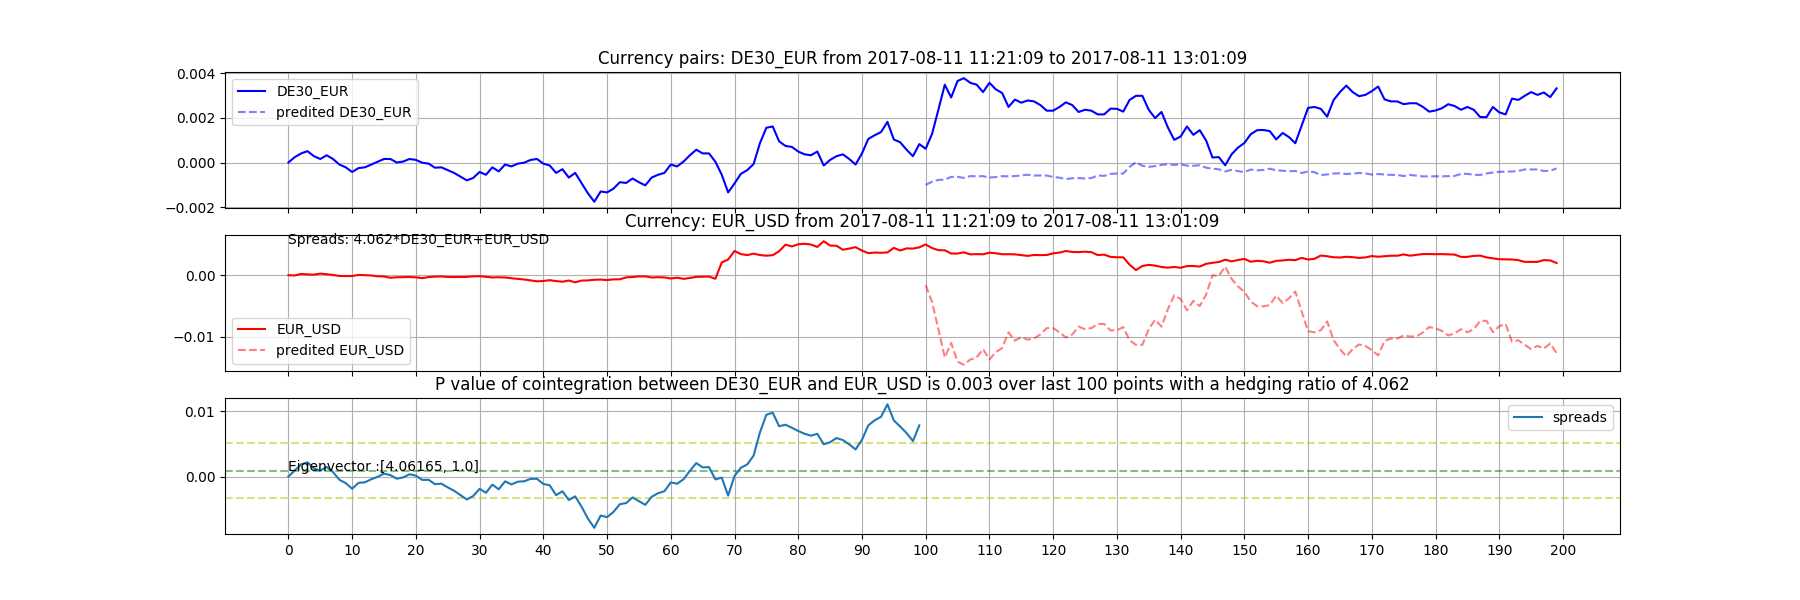 Currency pairs: DE30_EUR from 2017-08-11 11:21:09 to 2017-08-11 13:01:09
0.004
0.002
0.000
−0.002
DE30_EUR
predited DE30_EUR
Currency: EUR_USD from 2017-08-11 11:21:09 to 2017-08-11 13:01:09
Spreads: 4.062*DE30_EUR+EUR_USD
0.00
−0.01
EUR_USD
predited EUR_USD
P value of cointegration between DE30_EUR and EUR_USD is 0.003 over last 100 points with a hedging ratio of 4.062
0.01
0.00
spreads
Eigenvector :[4.06165, 1.0]
0 10 20 30 40 50 60 70 80 90 100 110 120 130 140 150 160 170 180 190 200